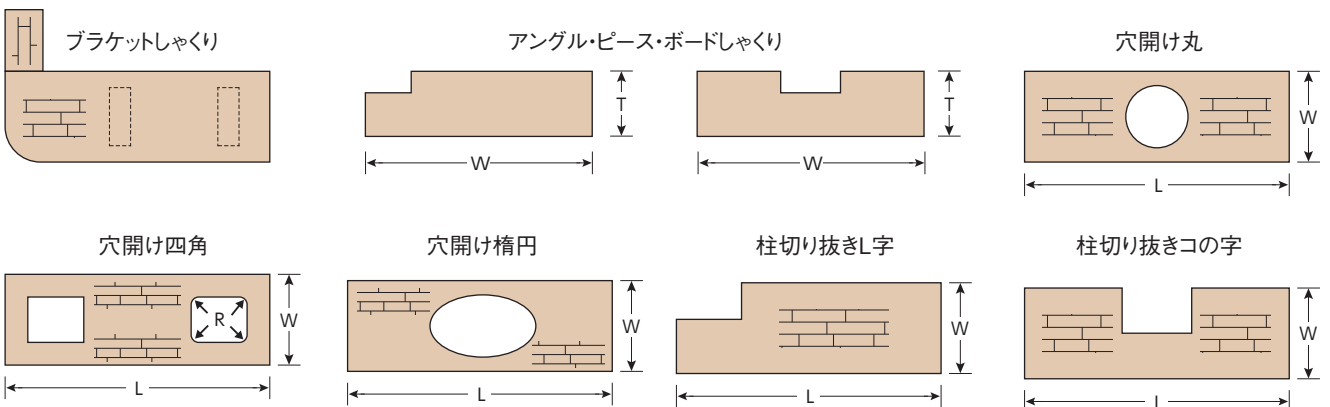 ブラケットしゃくり
アングル・ピース・ボードしゃくり
穴開け丸
T
W
T
W
W
L
穴開け四角
穴開け楕円
柱切り抜きL字
柱切り抜きコの字
R
W
L
W
L
W
L
W
L